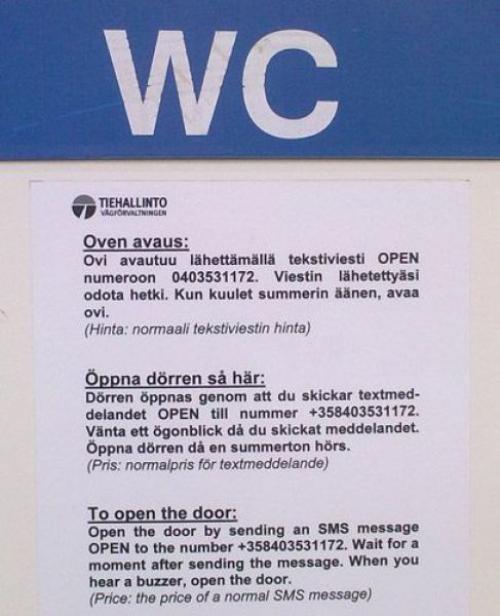 WC
TIEHALLINTO
VÄGFÖRVALTNINGEN
Oven avaus:
Ovi avautuu lähettämällä tekstiviesti OPEN
numeroon 0403531172. Viestin lähetettyäsi
odota hetki. Kun kuulet summerin äänen, avaa
ovi.
(Hinta: normaali tekstiviestin hinta)
Öppna dörren så här:
Dörren öppnas genom att du skickar textmed-
delandet OPEN till nummer +358403531172.
Vänta ett ögonblick då du skickat meddelandet.
Öppna dörren då en summerton hörs.
(Pris: normalpris för textmeddelande)
To open the door:
Open the door by sending an SMS message
OPEN to the number +358403531172. Wait for a
moment after sending the message. When you
hear a buzzer, open the door.
(Price: the price of a normal SMS message)